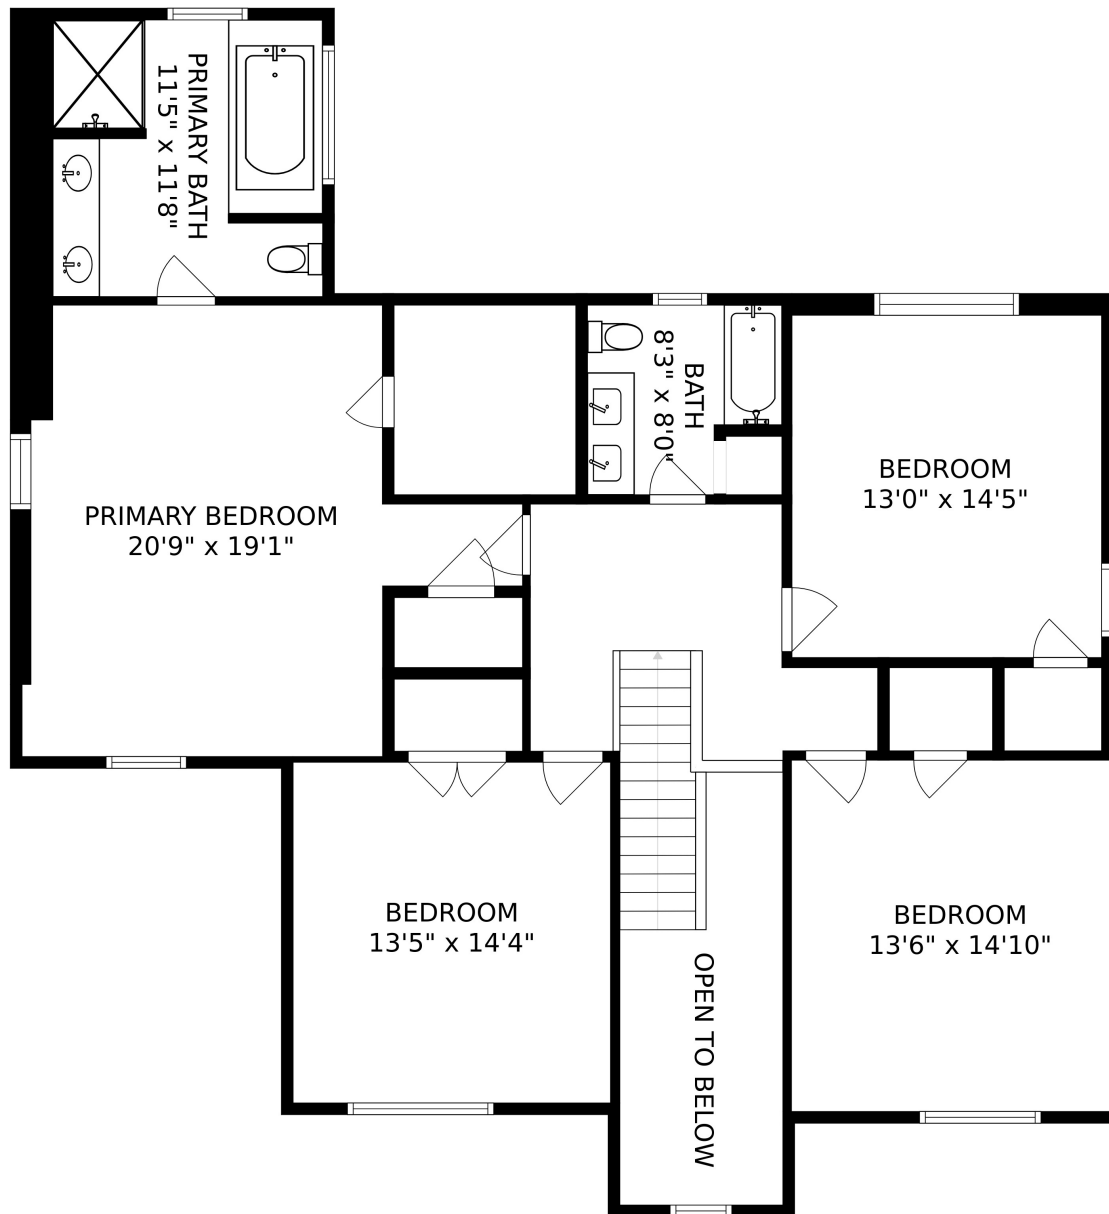 PRIMARY BATH
11'5" x 11'8"
BATH
8'3" x 8'0"
BEDROOM
13'0" x 14'5"
PRIMARY BEDROOM
20'9" x 19'1"
BEDROOM
13'5" x 14'4"
BEDROOM
13'6" x 14'10"
OPEN TO BELOW